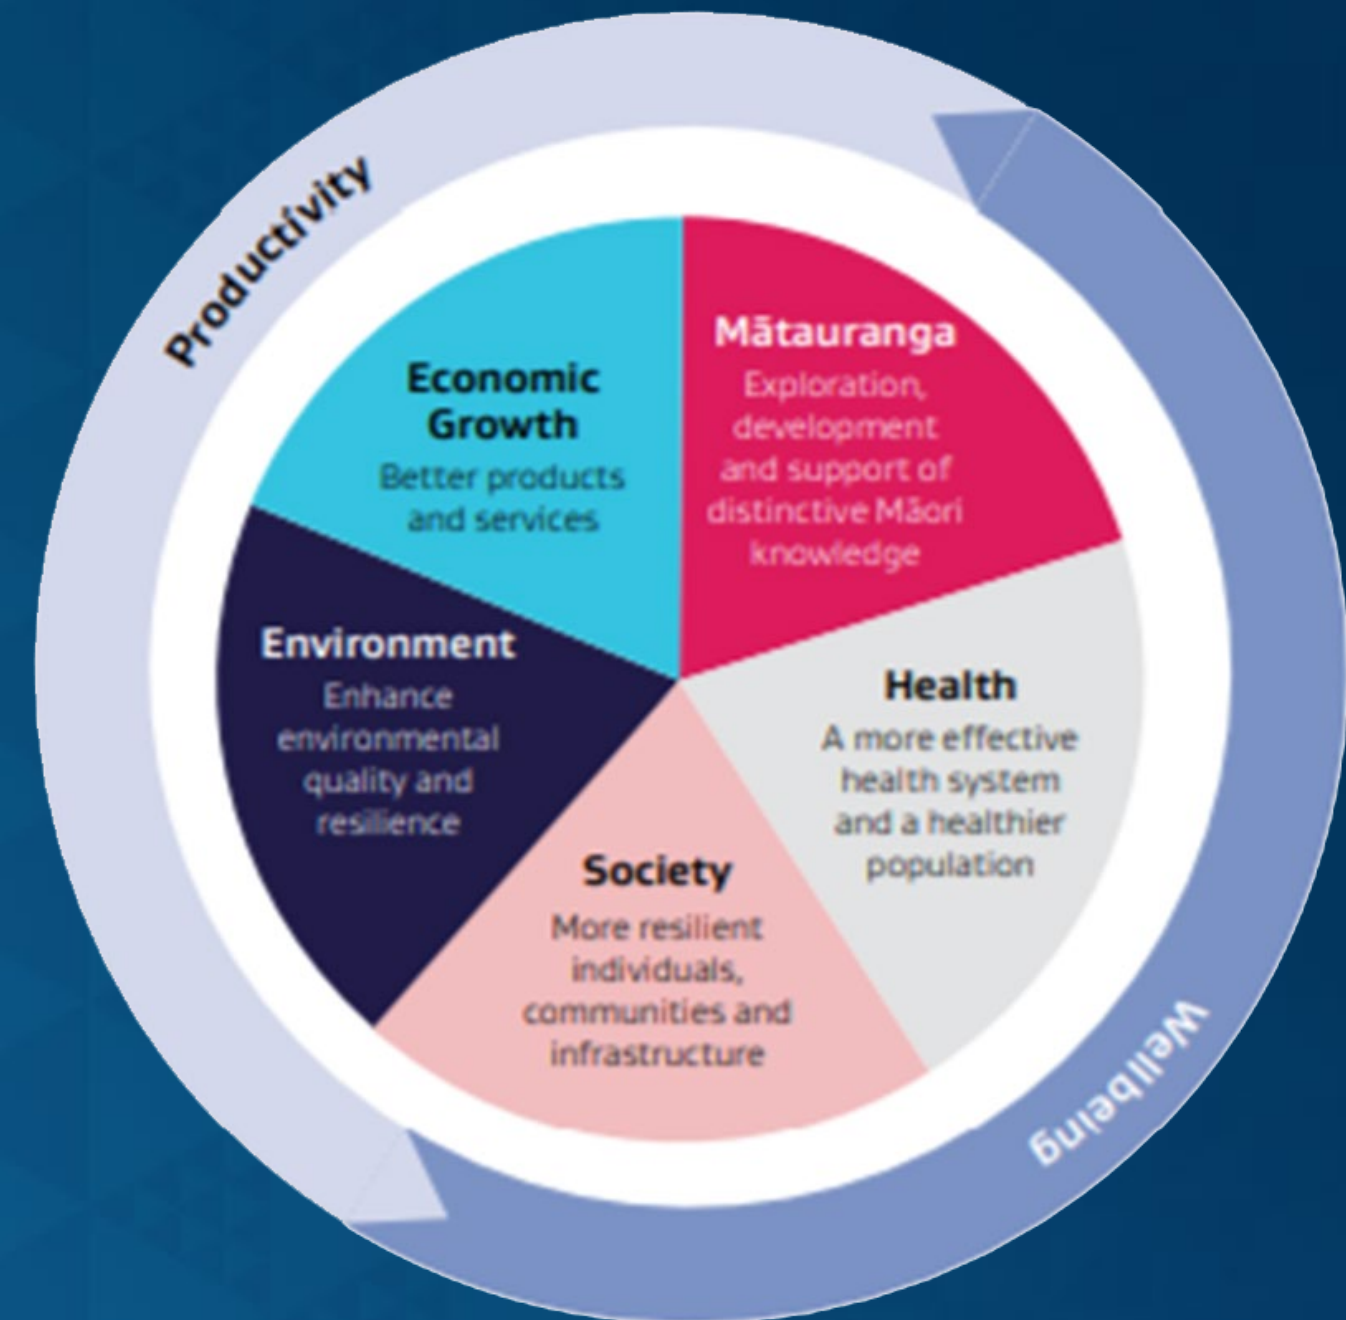 Productivity
Economic
Growth
Better products
and services
Mātauranga
Exploration,
development
and support of
distinctive Māori
knowledge
Environment
Enhance
environmental
quality and
resilience
Health
A more effective
health system
and a healthier
population
Society
More resilient
individuals,
communities and
infrastructure
Wellbeing